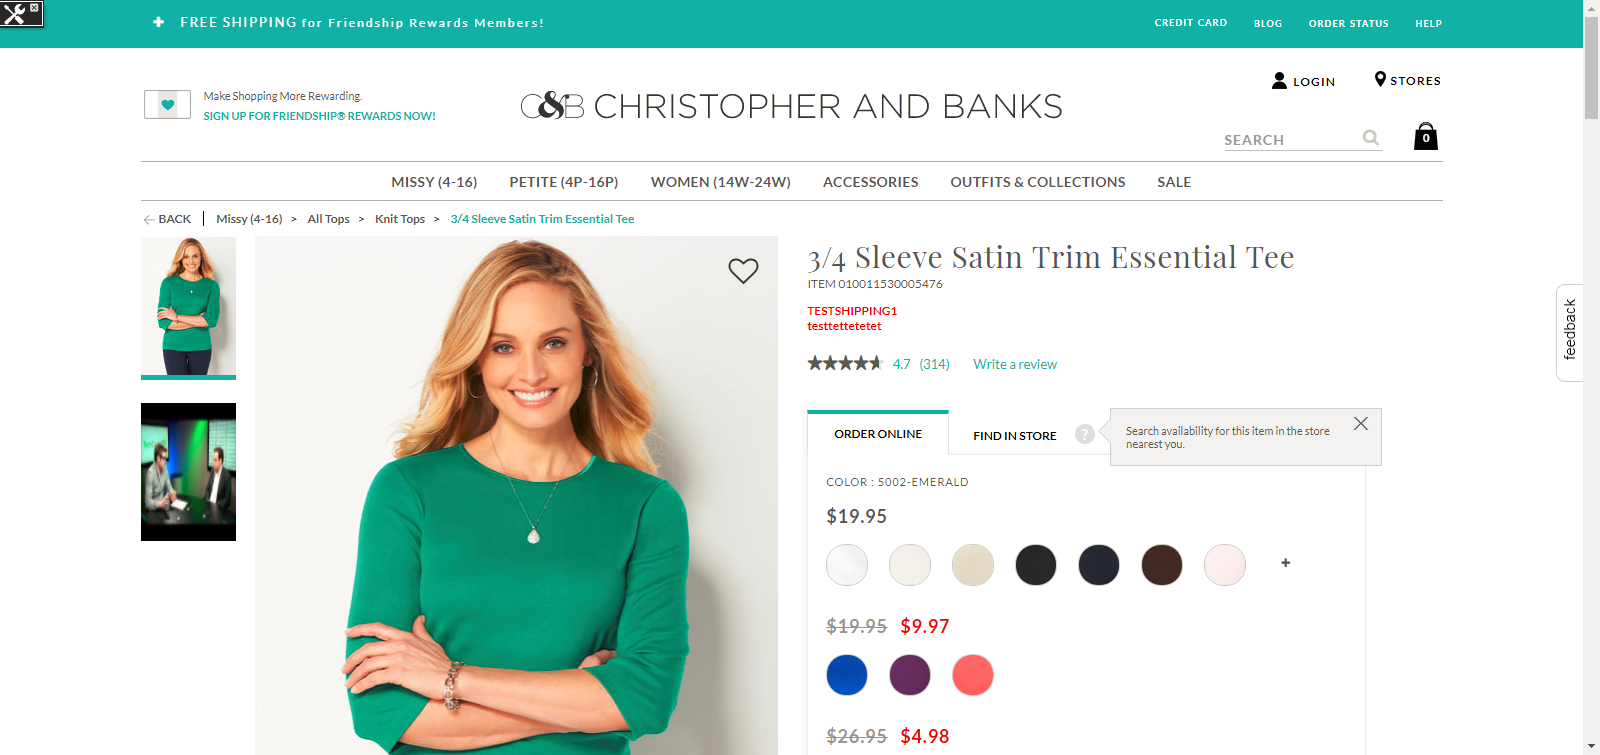 FREE SHIPPING for Friendship Rewards Members!
CREDIT CARD
BLOG
ORDER STATUS
HELP
Make Shopping More Rewarding.
SIGN UP FOR FRIENDSHIP® REWARDS NOW!
C&B CHRISTOPHER AND BANKS
LOGIN
STORES
SEARCH
0
MISSY (4-16)
PETITE (4P-16P)
WOMEN (14W-24W)
ACCESSORIES
OUTFITS & COLLECTIONS
SALE
BACK
Missy (4-16) > All Tops > Knit Tops > 3/4 Sleeve Satin Trim Essential Tee
3/4 Sleeve Satin Trim Essential Tee
ITEM 010011530005476
TESTSHIPPING1
testtettetetet
4.7 (314) Write a review
feedback
ORDER ONLINE
FIND IN STORE
?
Search availability for this item in the store
nearest you.
COLOR : 5002-EMERALD
$19.95
+
$19.95 $9.97
$26.95 $4.98